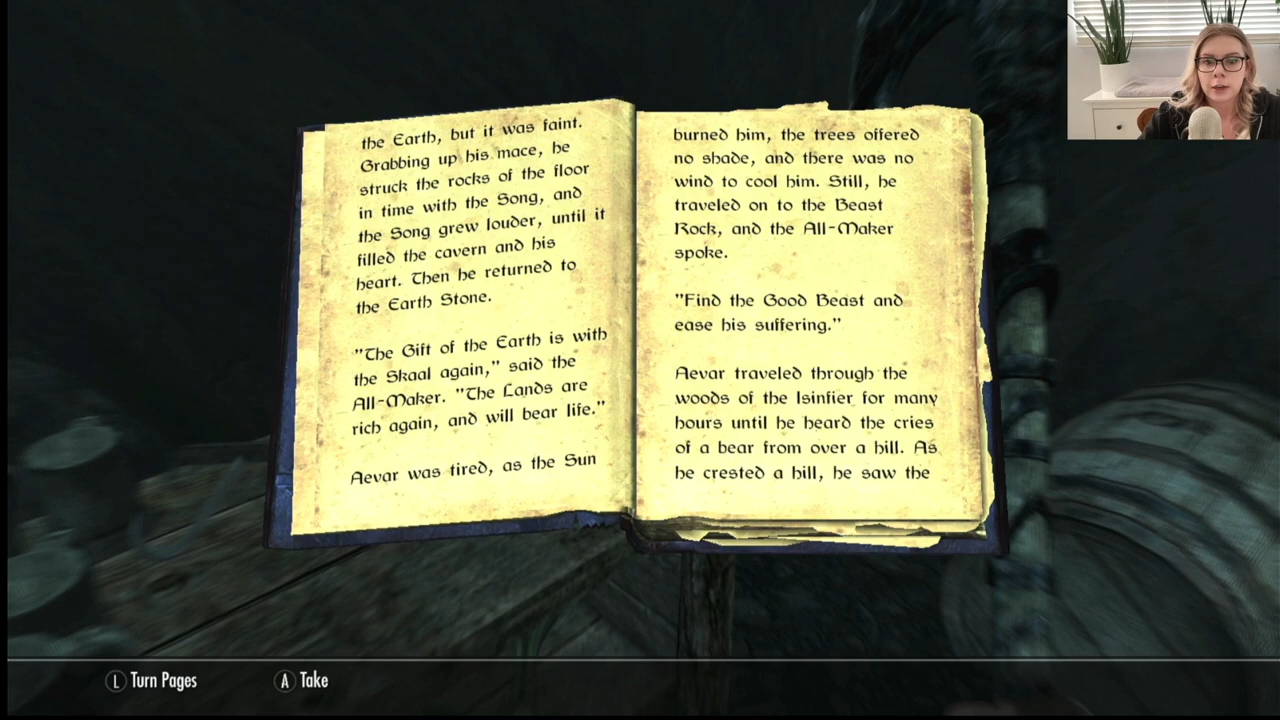 the Earth, but it was faint.
Grabbing up his mace, he
struck the rocks of the floor
in time with the Song, and
the Song grew louder, until it
filled the cavern and his
heart. Then he returned to
the Earth Stone.
"The Gift of the Earth is with
the Skaal again," said the
All-Maker. "The Lands are
rich again, and will bear life."
Aevar was tired, as the Sun
burned him, the trees offered
no shade, and there was no
wind to cool him. Still, he
traveled on to the Beast
Rock, and the All-Maker
spoke.
"Find the Good Beast and
ease his suffering."
Aevar traveled through the
woods of the Isinfier for many
hours until he heard the cries
of a bear from over a hill. As
he crested a hill, he saw the
L Turn Pages
A Take